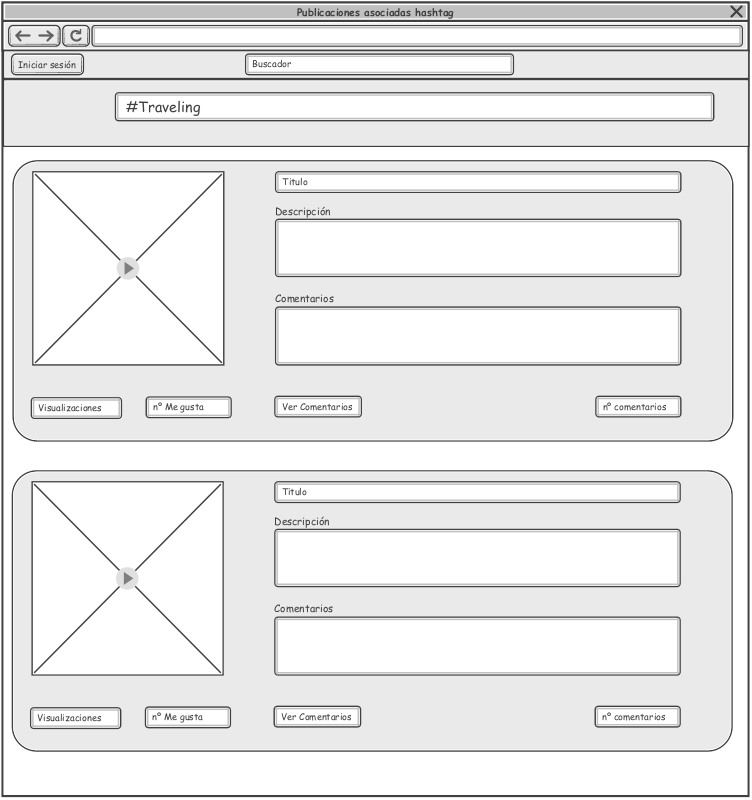 Publicaciones asociadas hashtag
Iniciar sesión
Buscador
#Traveling
Titulo
Descripción
Comentarios
Visualizaciones
nº Me gusta
Ver Comentarios
nº comentarios
Titulo
Descripción
Comentarios
Visualizaciones
nº Me gusta
Ver Comentarios
nº comentarios